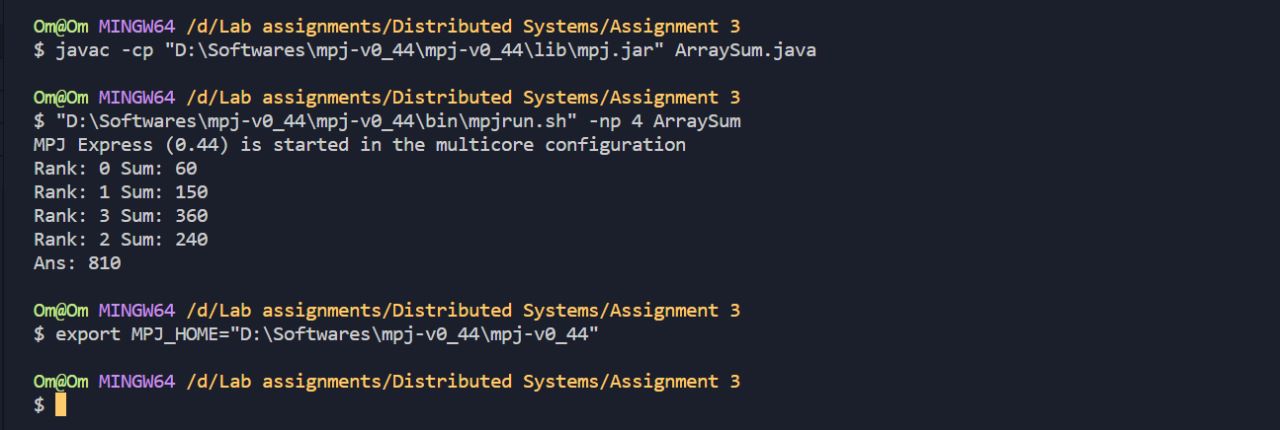 Om@Om MINGW64 /d/Lab assignments/Distributed Systems/Assignment 3
$ javac -cp "D:\Softwares\mpj-v0_44\mpj-v0_44\lib\mpj.jar" ArraySum.java
Om@Om MINGW64 /d/Lab assignments/Distributed Systems/Assignment 3
$ "D:\Softwares\mpj-v0_44\mpj-v0_44\bin\mpjrun.sh" -np 4 ArraySum
MPJ Express (0.44) is started in the multicore configuration
Rank: 0 Sum: 60
Rank: 1 Sum: 150
Rank: 3 Sum: 360
Rank: 2 Sum: 240
Ans: 810
Om@Om MINGW64 /d/Lab assignments/Distributed Systems/Assignment 3
$ export MPJ_HOME="D:\Softwares\mpj-v0_44\mpj-v0_44"
Om@Om MINGW64 /d/Lab assignments/Distributed Systems/Assignment 3
$